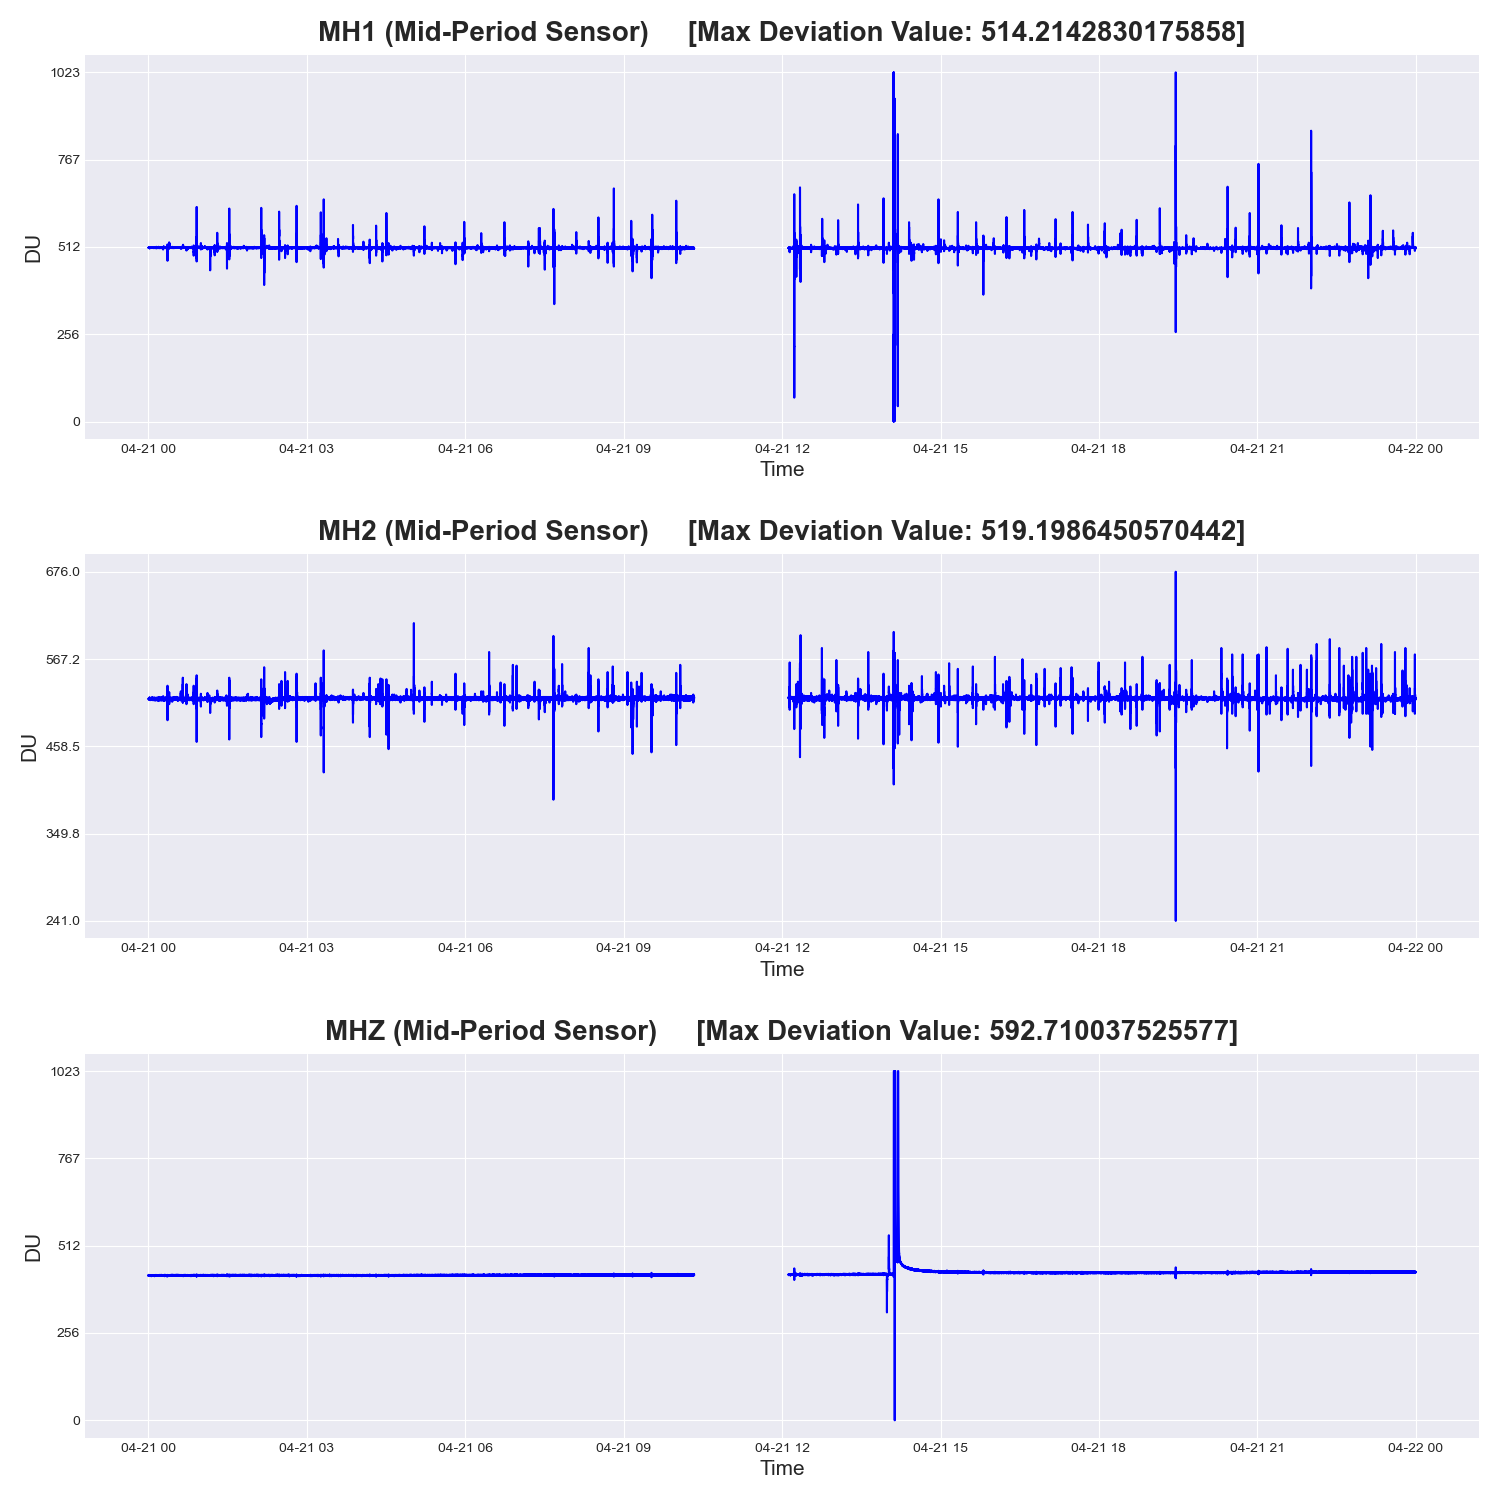 MH1 (Mid-Period Sensor) [Max Deviation Value: 514.2142830175858]
1023
767
512
256
0
DU
04-21 00 04-21 03 04-21 06 04-21 09 04-21 12 04-21 15 04-21 18 04-21 21 04-22 00
Time
MH2 (Mid-Period Sensor) [Max Deviation Value: 519.1986450570442]
676.0
567.2
458.5
349.8
241.0
DU
04-21 00 04-21 03 04-21 06 04-21 09 04-21 12 04-21 15 04-21 18 04-21 21 04-22 00
Time
MHZ (Mid-Period Sensor) [Max Deviation Value: 592.710037525577]
1023
767
512
256
0
DU
04-21 00 04-21 03 04-21 06 04-21 09 04-21 12 04-21 15 04-21 18 04-21 21 04-22 00
Time